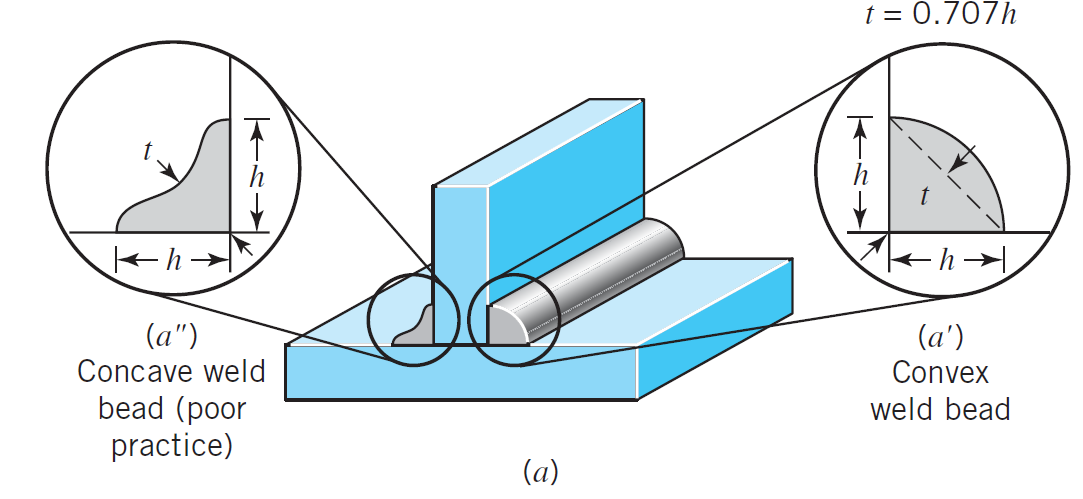 t = 0.707h
t
h
h
h
t
h
(a")
Concave weld
bead (poor
practice)
(a')
Convex
weld bead
(a)